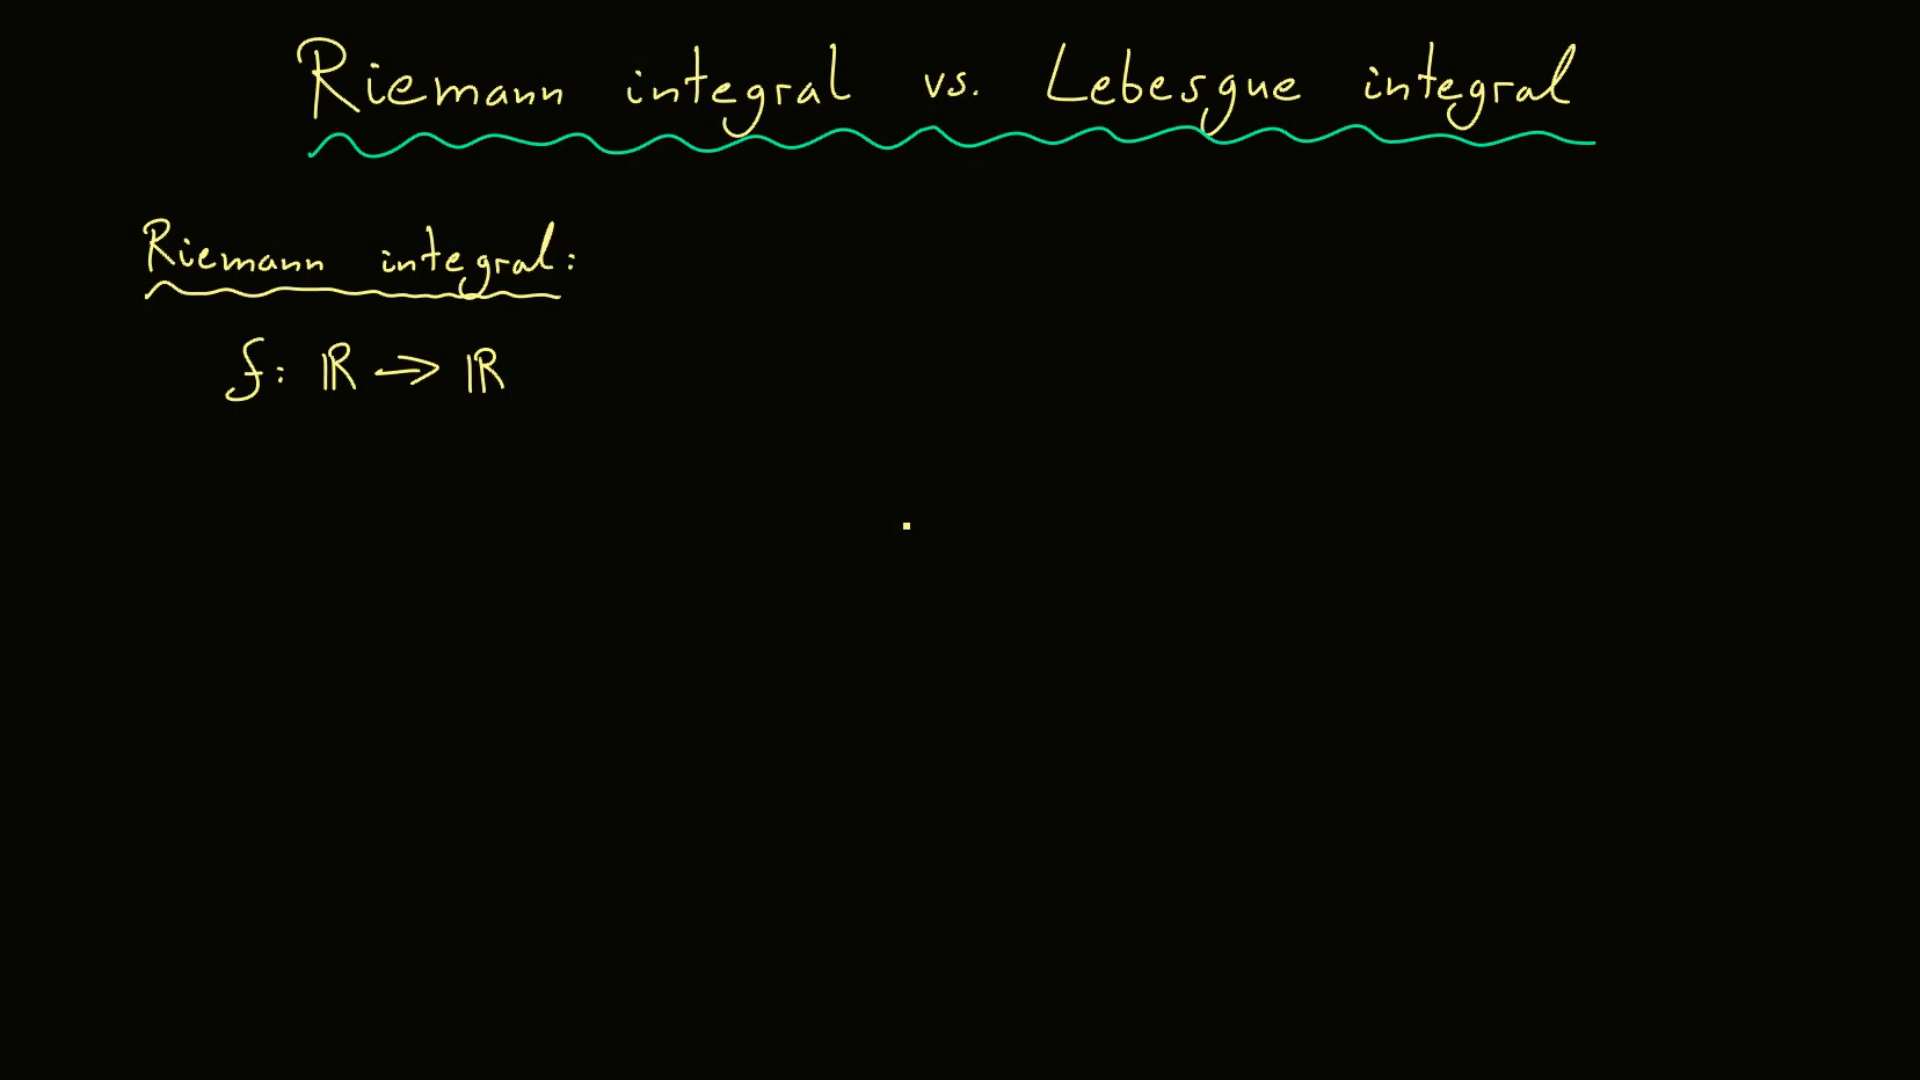 Riemann integral vs. Lebesgue integral
Riemann integral:
f: ℝ → ℝ